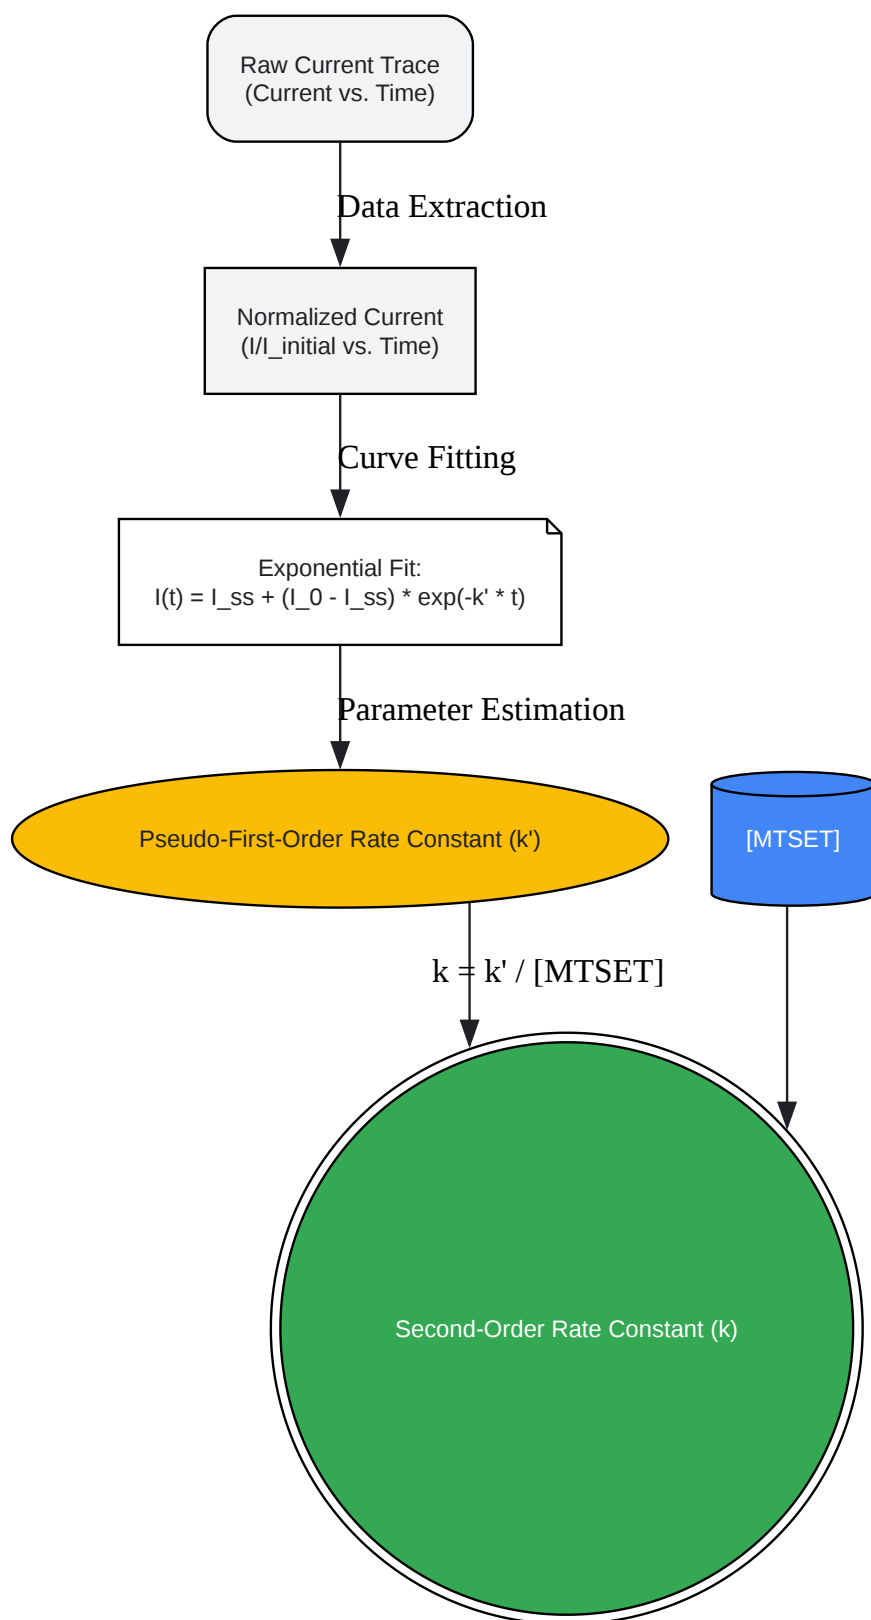 Raw Current Trace
(Current vs. Time)
Data Extraction
Normalized Current
(I/I_initial vs. Time)
Curve Fitting
Exponential Fit:
I(t) = I_ss + (I_0 - I_ss) * exp(-k' * t)
Parameter Estimation
Pseudo-First-Order Rate Constant (k')
[MTSET]
k = k' / [MTSET]
Second-Order Rate Constant (k)